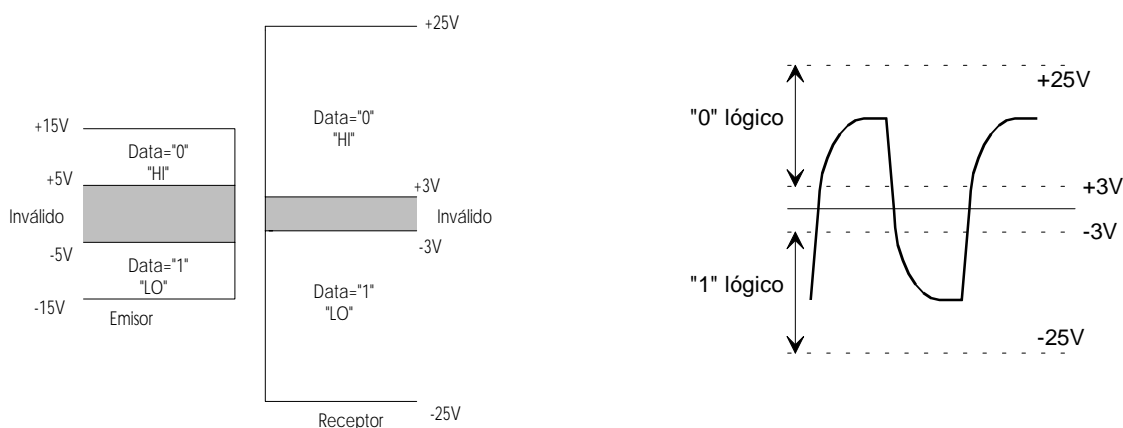 +25V
+15V
Data="0"
"HI"
+5V
Inválido
-5V
Data="1"
"LO"
-15V
Emisor
Data="0"
"HI"
+3V
Inválido
-3V
Data="1"
"LO"
-25V
Receptor
+25V
"0" lógico
+3V
-3V
"1" lógico
-25V